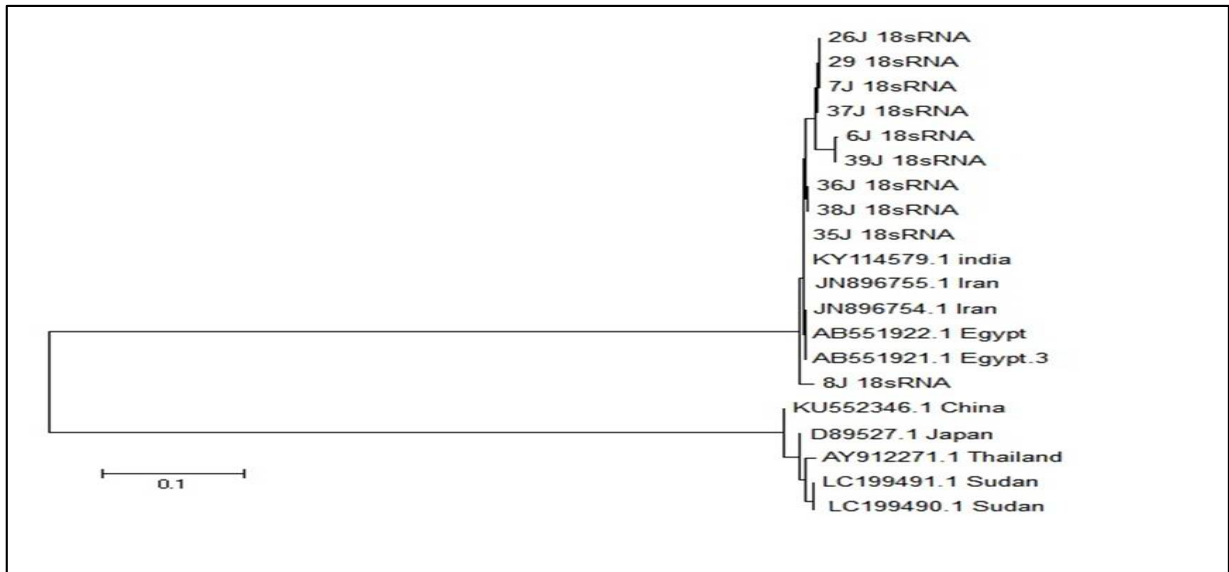 26J 18sRNA
29 18sRNA
7J 18sRNA
37J 18sRNA
6J 18sRNA
39J 18sRNA
36J 18sRNA
38J 18sRNA
35J 18sRNA
KY114579.1 india
JN896755.1 Iran
JN896754.1 Iran
AB551922.1 Egypt
AB551921.1 Egypt.3
8J 18sRNA
KU552346.1 China
D89527.1 Japan
AY912271.1 Thailand
LC199491.1 Sudan
LC199490.1 Sudan
0.1